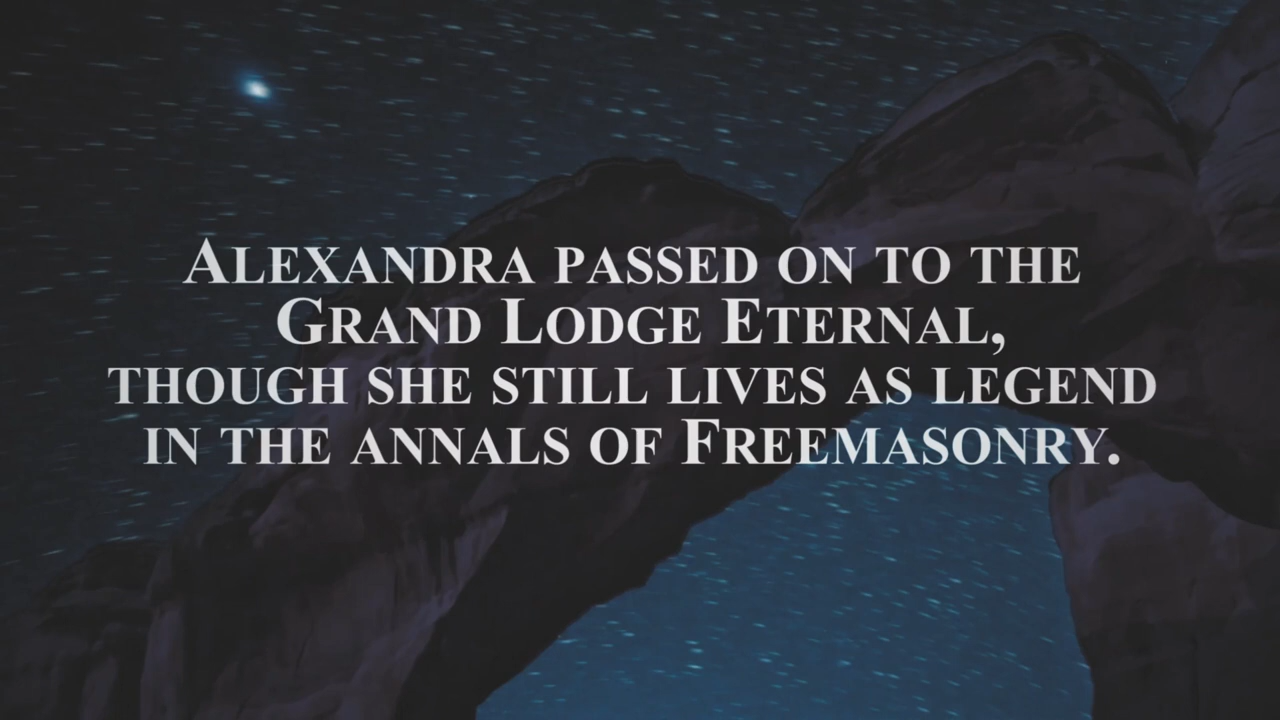 Alexandra passed on to the
Grand Lodge Eternal,
though she still lives as legend
in the annals of Freemasonry.